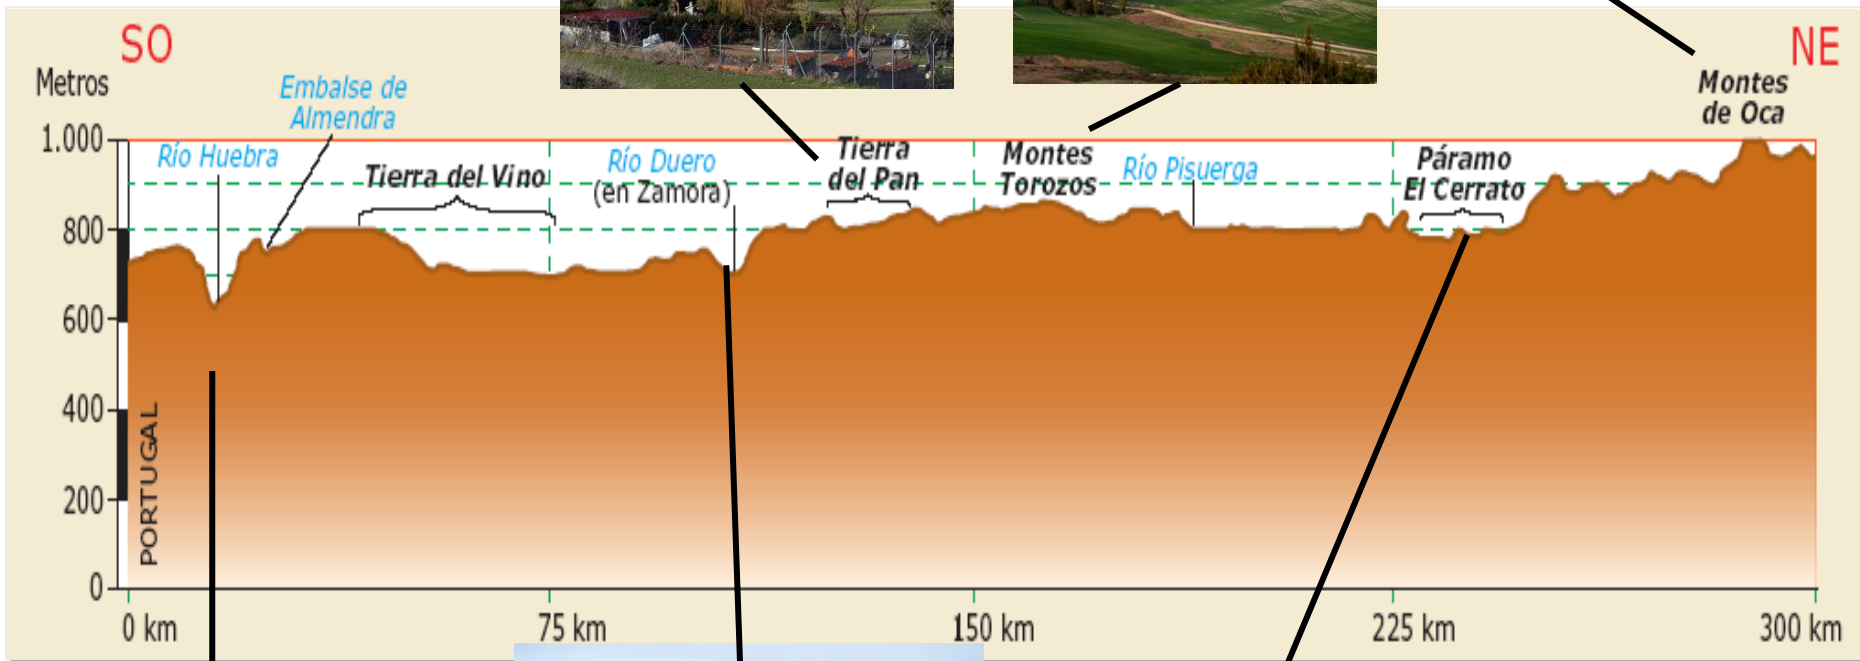 SO
NE
Metros
Embalse de
Almendra
Montes
de Oca
1.000
Río Huebra
Tierra del Vino
Río Duero
(en Zamora)
Tierra
del Pan
Montes
Torozos
Río Pisuerga
Páramo
El Cerrato
800
600
400
200
0
PORTUGAL
0 km
75 km
150 km
225 km
300 km